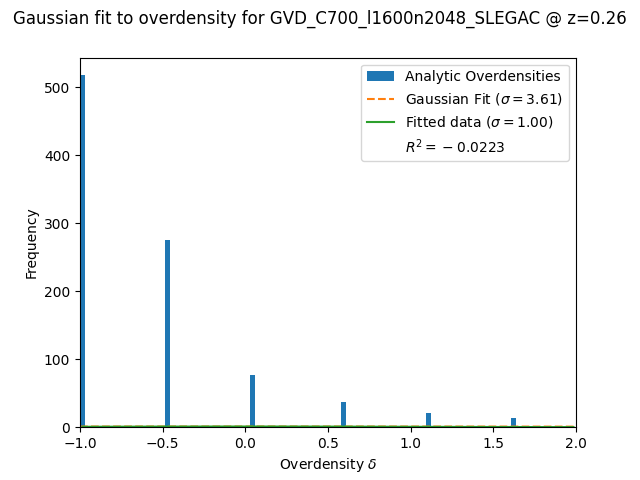 Gaussian fit to overdensity for GVD_C700_l1600n2048_SLEGAC @ z=0.26
Analytic Overdensities
Gaussian Fit (σ = 3.61)
Fitted data (σ = 1.00)
R² = −0.0223
500
400
300
200
100
0
Frequency
−1.0 −0.5 0.0 0.5 1.0 1.5 2.0
Overdensity δ